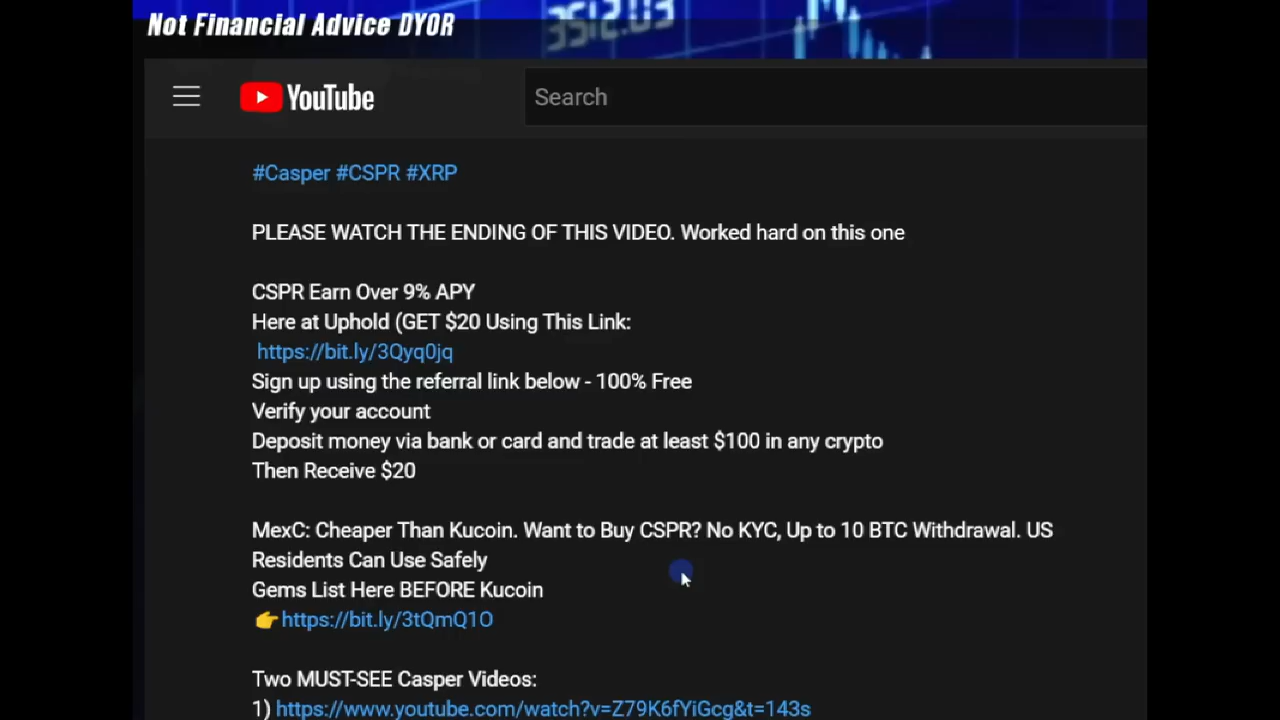 Not Financial Advice DYOR
3512.03
YouTube
Search
#Casper #CSPR #XRP
PLEASE WATCH THE ENDING OF THIS VIDEO. Worked hard on this one
CSPR Earn Over 9% APY
Here at Uphold (GET $20 Using This Link:
https://bit.ly/3Qyq0jq
Sign up using the referral link below - 100% Free
Verify your account
Deposit money via bank or card and trade at least $100 in any crypto
Then Receive $20
MexC: Cheaper Than Kucoin. Want to Buy CSPR? No KYC, Up to 10 BTC Withdrawal. US
Residents Can Use Safely
Gems List Here BEFORE Kucoin
👉https://bit.ly/3tQmQ1O
Two MUST-SEE Casper Videos:
1) https://www.youtube.com/watch?v=Z79K6fYiGcg&t=143s